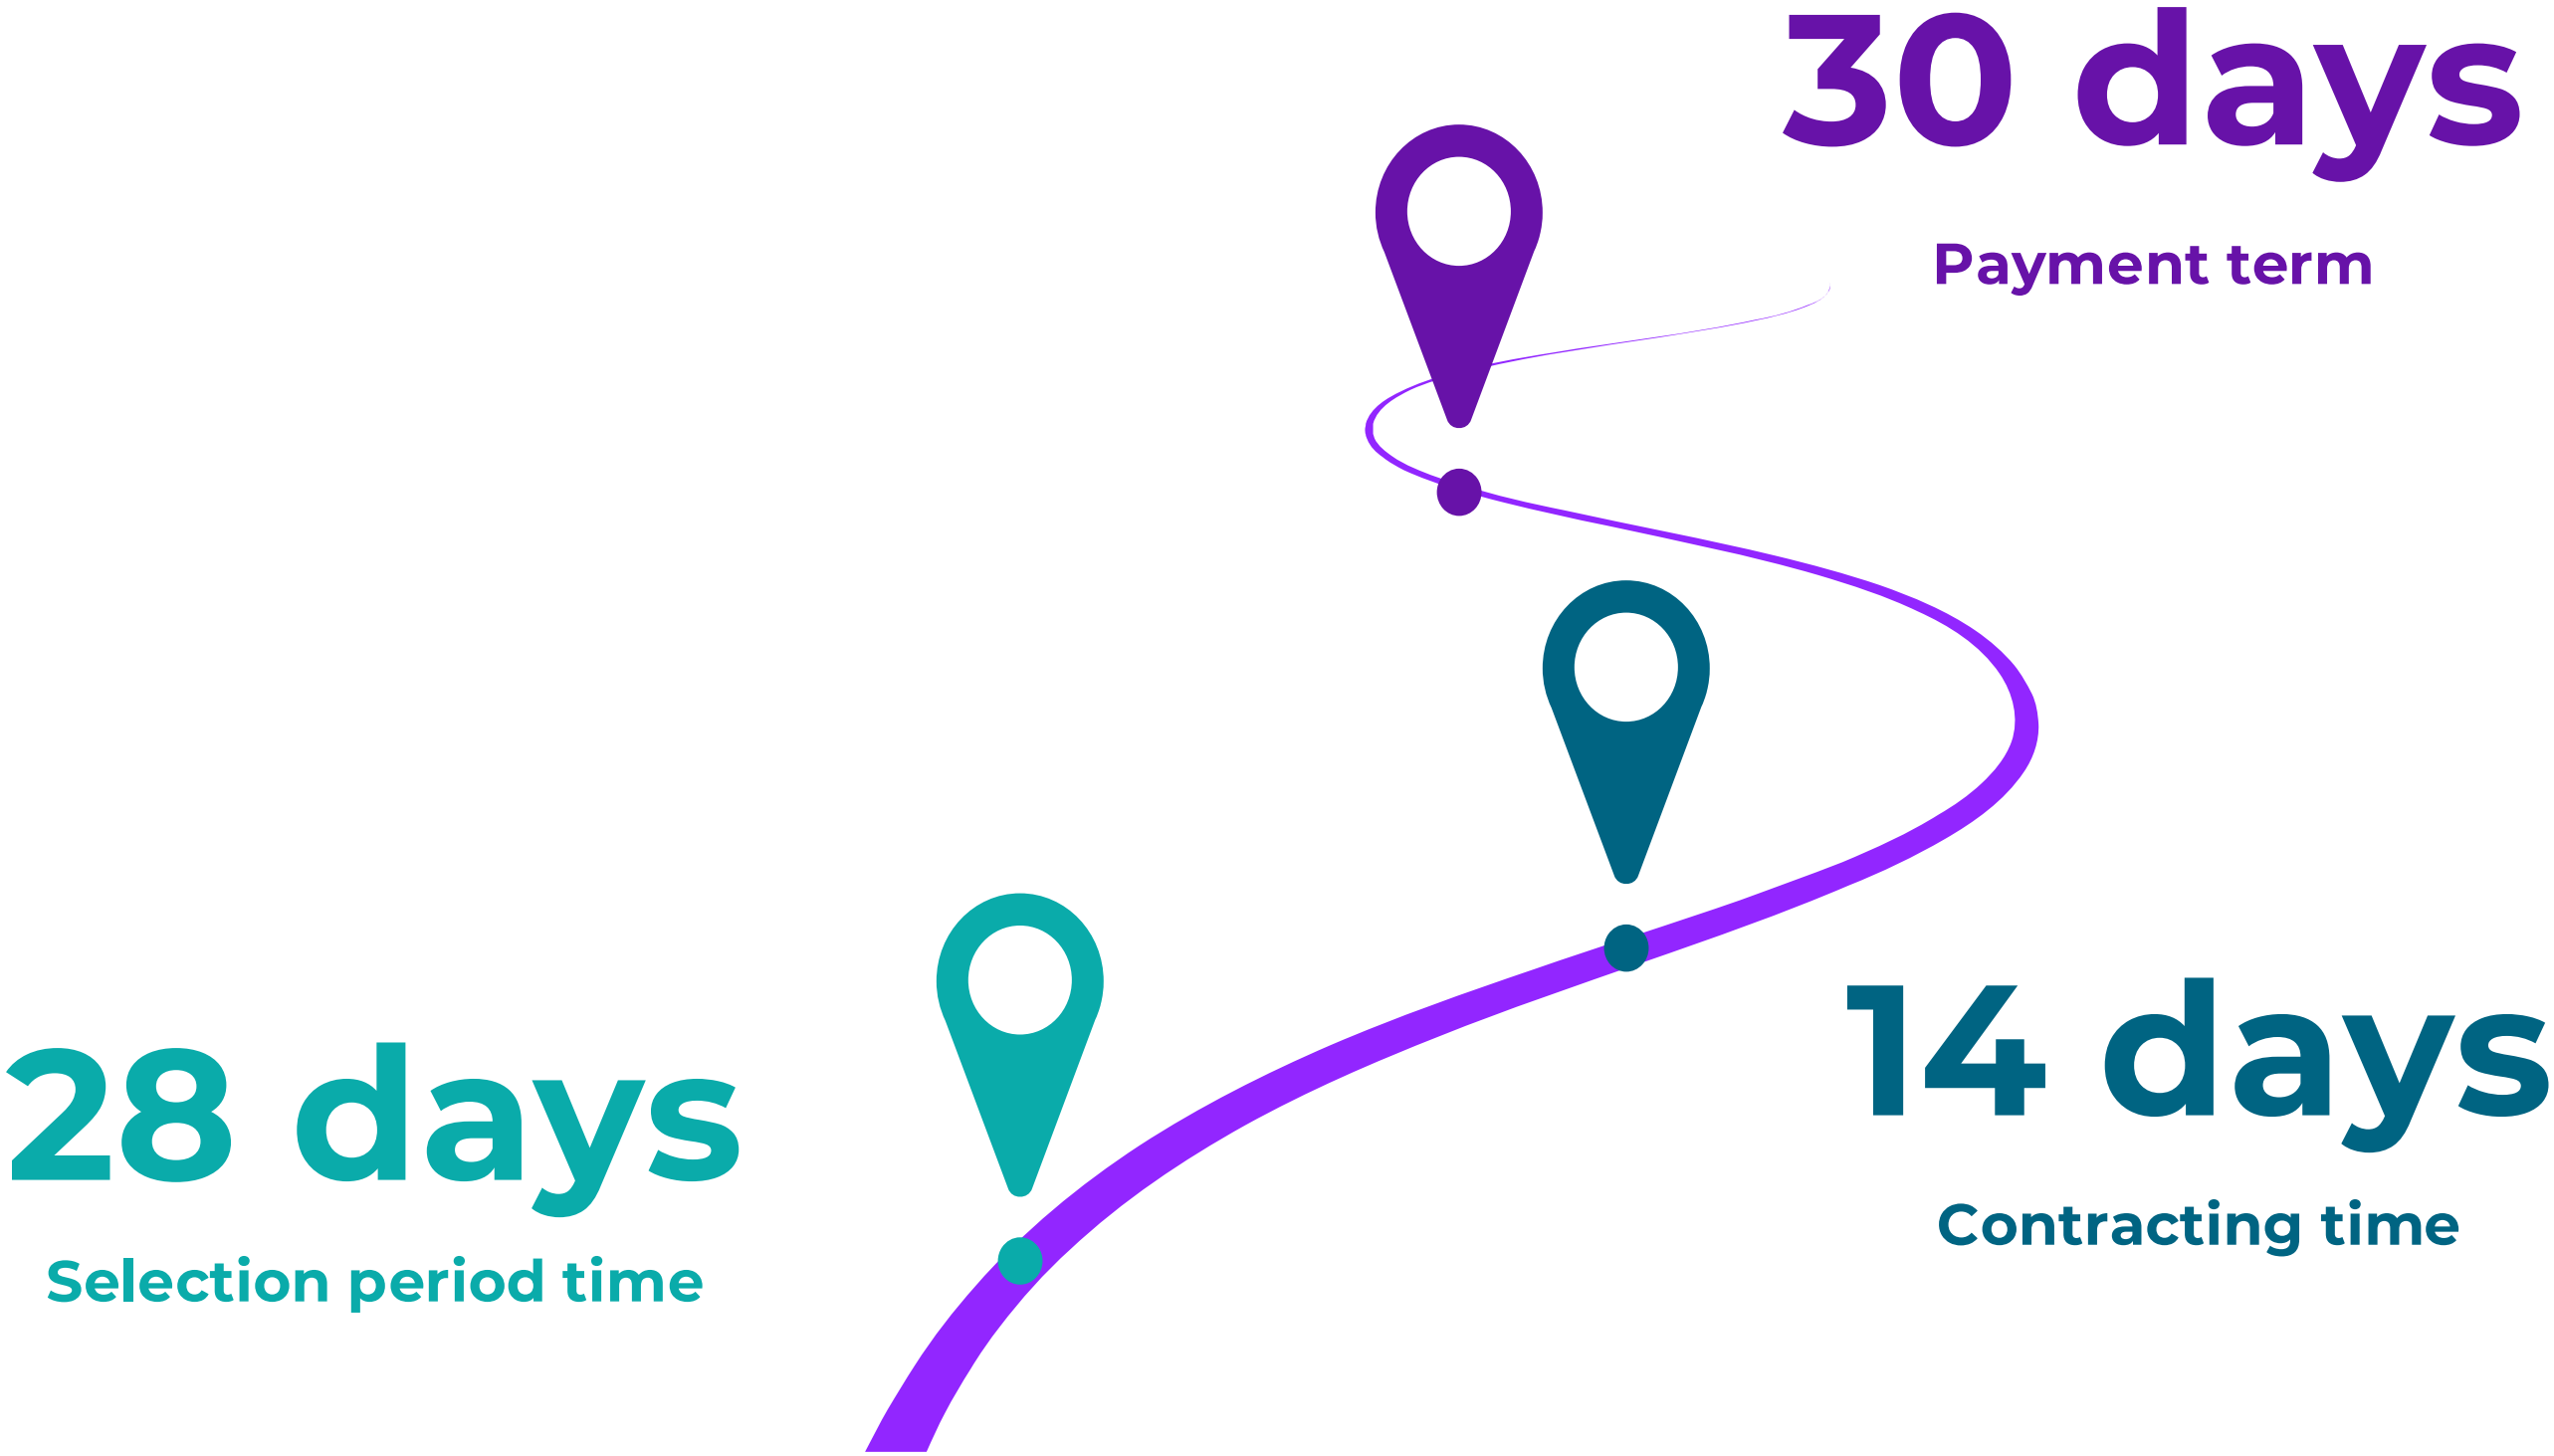 30 days
Payment term
28 days
Selection period time
14 days
Contracting time